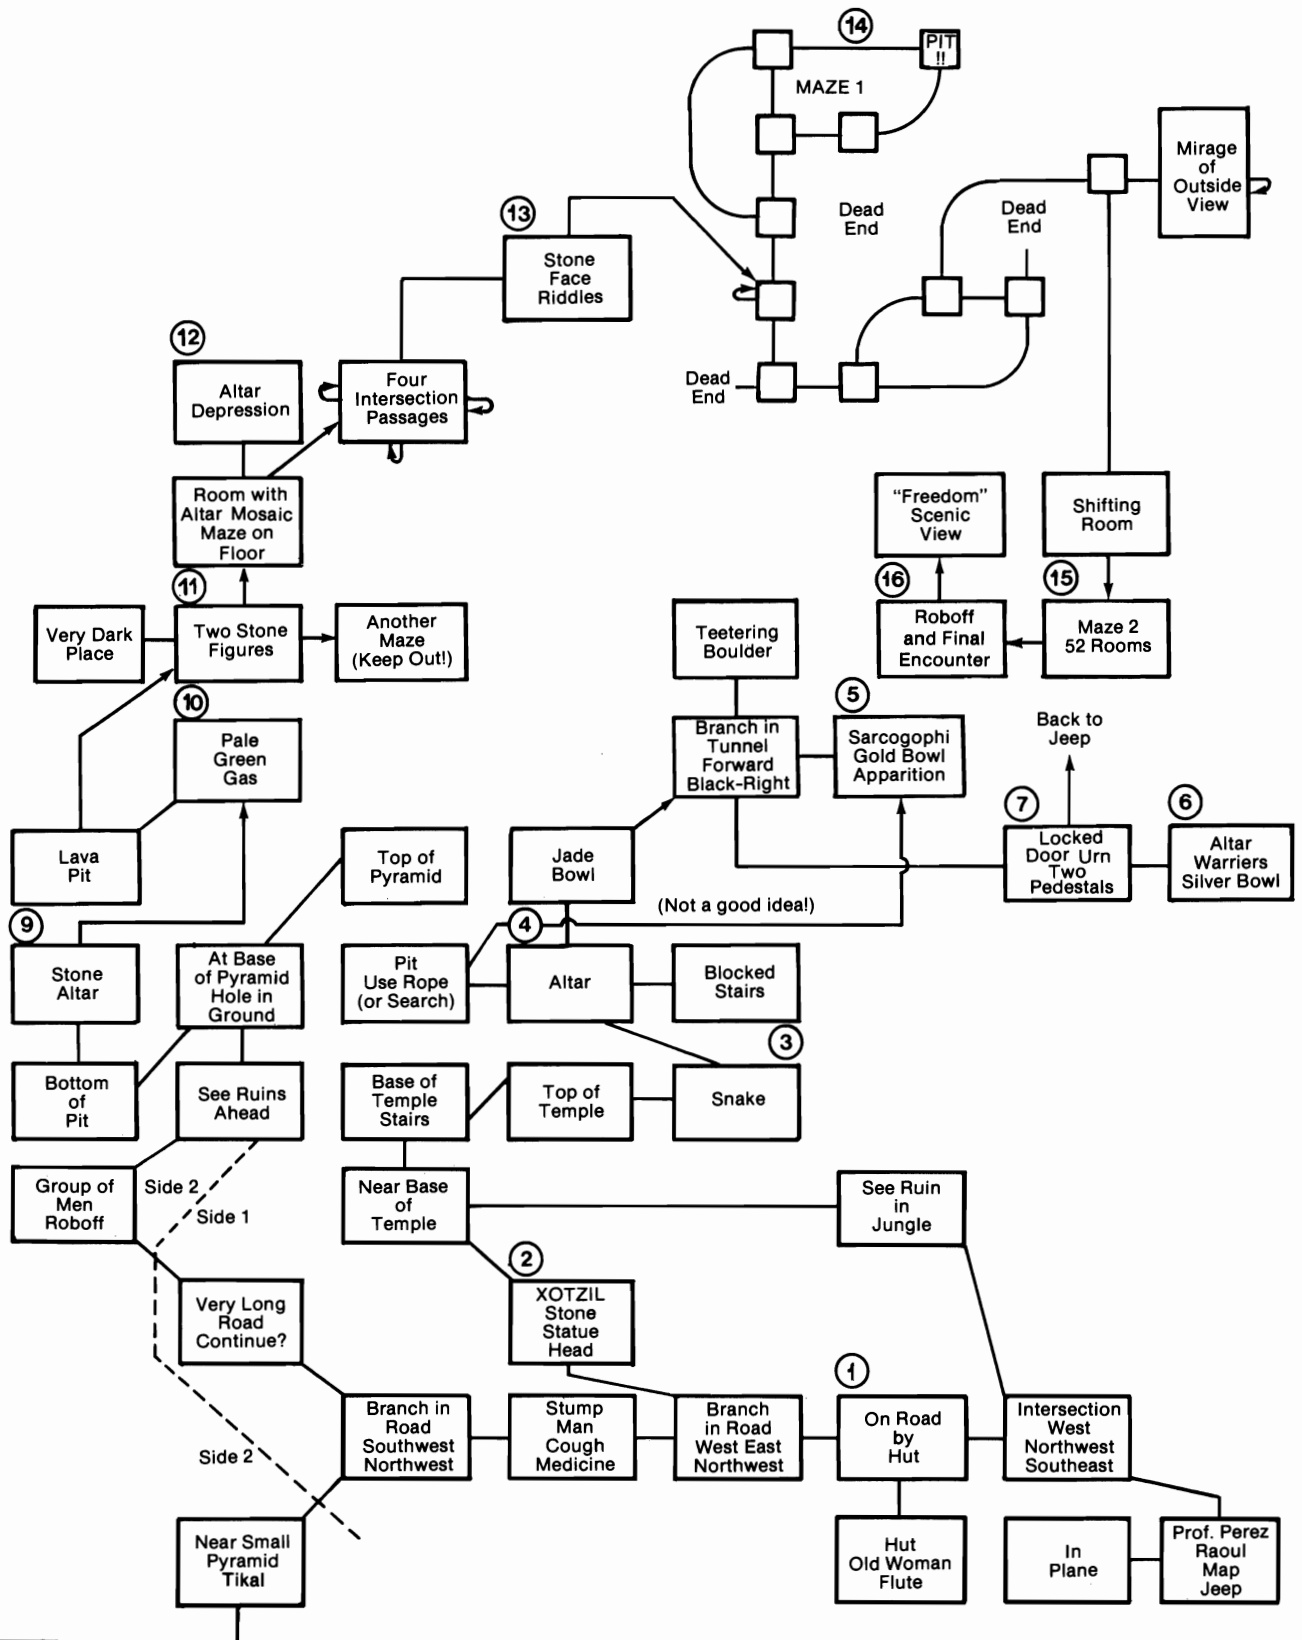 14
PIT
!!
MAZE 1
Mirage
of
Outside
View
13
Dead
End
Dead
End
Stone
Face
Riddles
12
Altar
Depression
Four
Intersection
Passages
Dead
End
Room with
Altar Mosaic
Maze on
Floor
"Freedom"
Scenic
View
Shifting
Room
11
16
15
Very Dark
Place
Two Stone
Figures
Another
Maze
(Keep Out!)
Teetering
Boulder
Roboff
and Final
Encounter
Maze 2
52 Rooms
10
5
Pale
Green
Gas
Branch in
Tunnel
Forward
Black-Right
Sarcogophi
Gold Bowl
Apparition
Back to
Jeep
7
6
Lava
Pit
Top of
Pyramid
Jade
Bowl
Locked
Door Urn
Two
Pedestals
Altar
Warriers
Silver Bowl
(Not a good idea!)
9
4
Stone
Altar
At Base
of Pyramid
Hole in
Ground
Pit
Use Rope
(or Search)
Altar
Blocked
Stairs
3
Bottom
of
Pit
See Ruins
Ahead
Base of
Temple
Stairs
Top of
Temple
Snake
Group of
Men
Roboff
Side 2
Side 1
Near Base
of
Temple
See Ruin
in
Jungle
2
Very Long
Road
Continue?
XOTZIL
Stone
Statue
Head
1
Branch in
Road
Southwest
Northwest
Stump
Man
Cough
Medicine
Branch
in Road
West East
Northwest
On Road
by
Hut
Intersection
West
Northwest
Southeast
Side 2
Near Small
Pyramid
Tikal
Hut
Old Woman
Flute
In
Plane
Prof. Perez
Raoul
Map
Jeep